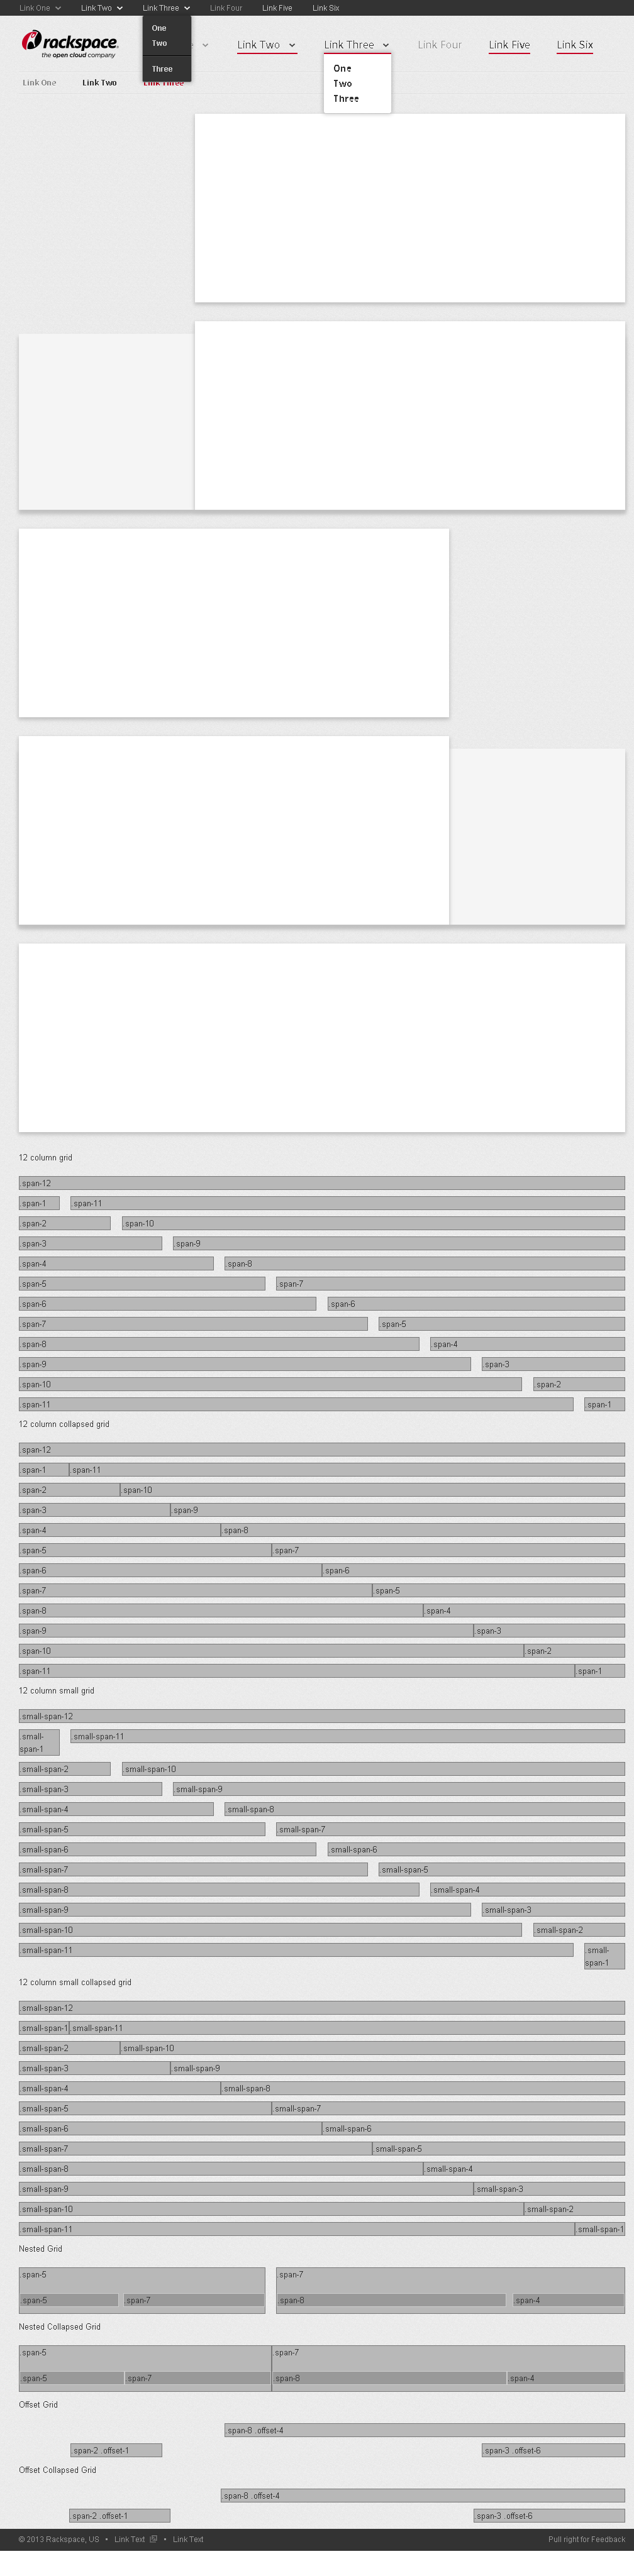 Link One Link Two Link Three Link Four Link Five Link Six
One
Two
Three
rackspace.
the open cloud company
Link Two Link Three Link Four Link Five Link Six
One
Two
Three
Link One Link Two Link Three
12 column grid
.span-12
.span-1 .span-11
.span-2 .span-10
.span-3 .span-9
.span-4 .span-8
.span-5 .span-7
.span-6 .span-6
.span-7 .span-5
.span-8 .span-4
.span-9 .span-3
.span-10 .span-2
.span-11 .span-1
12 column collapsed grid
.span-12
.span-1 .span-11
.span-2 .span-10
.span-3 .span-9
.span-4 .span-8
.span-5 .span-7
.span-6 .span-6
.span-7 .span-5
.span-8 .span-4
.span-9 .span-3
.span-10 .span-2
.span-11 .span-1
12 column small grid
.small-span-12
.small-
span-1 .small-span-11
.small-span-2 .small-span-10
.small-span-3 .small-span-9
.small-span-4 .small-span-8
.small-span-5 .small-span-7
.small-span-6 .small-span-6
.small-span-7 .small-span-5
.small-span-8 .small-span-4
.small-span-9 .small-span-3
.small-span-10 .small-span-2
.small-span-11 .small-
span-1
12 column small collapsed grid
.small-span-12
.small-span-1 .small-span-11
.small-span-2 .small-span-10
.small-span-3 .small-span-9
.small-span-4 .small-span-8
.small-span-5 .small-span-7
.small-span-6 .small-span-6
.small-span-7 .small-span-5
.small-span-8 .small-span-4
.small-span-9 .small-span-3
.small-span-10 .small-span-2
.small-span-11 .small-span-1
Nested Grid
.span-5 .span-7
.span-5 .span-7 .span-8 .span-4
Nested Collapsed Grid
.span-5 .span-7
.span-5 .span-7 .span-8 .span-4
Offset Grid
.span-8 .offset-4
.span-2 .offset-1 .span-3 .offset-6
Offset Collapsed Grid
.span-8 .offset-4
.span-2 .offset-1 .span-3 .offset-6
© 2013 Rackspace, US • Link Text • Link Text Pull right for Feedback